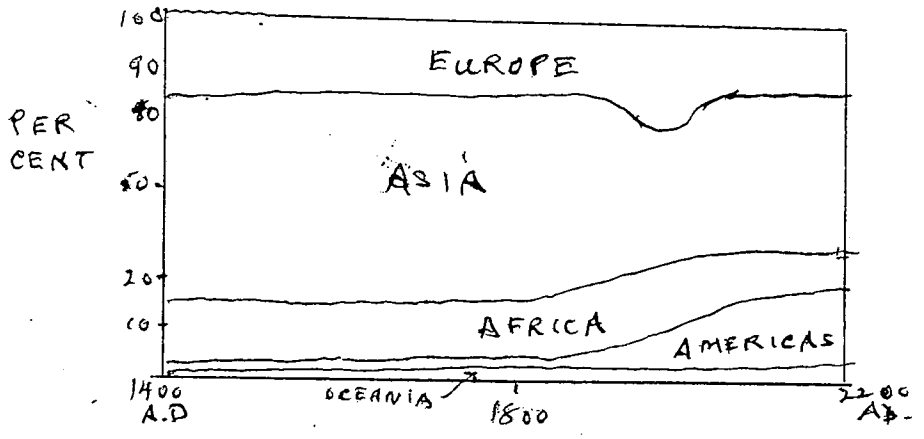 100
90
EUROPE
80
PER
CENT
ASIA
50
20
10
AFRICA
AMERICAS
OCEANIA
1400
A.D
1800
2200
AD.